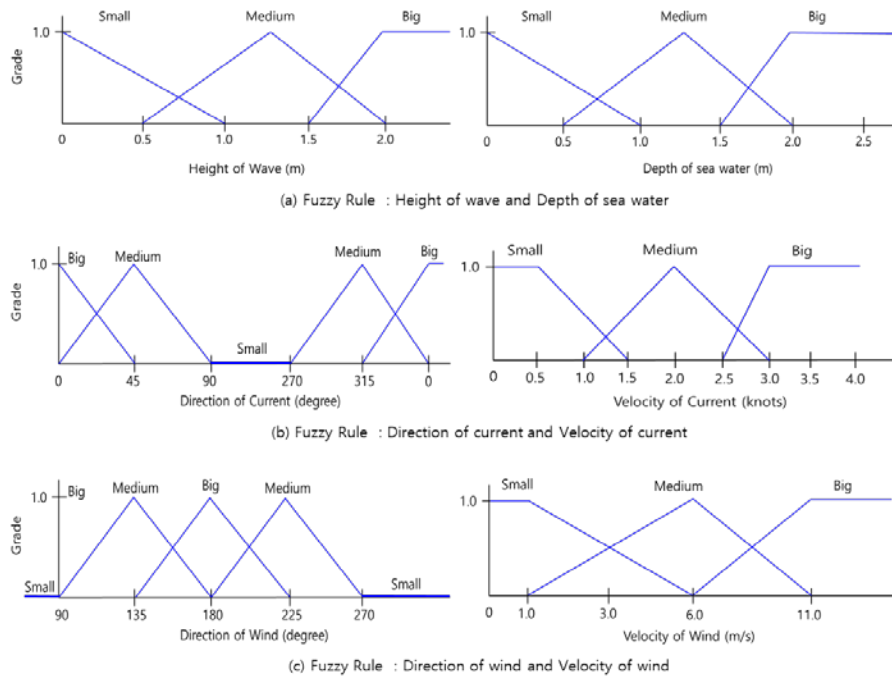 Small Medium Big
Grade
1.0
0 0.5 1.0 1.5 2.0
Height of Wave (m)
Small Medium Big
1.0
0 0.5 1.0 1.5 2.0 2.5
Depth of sea water (m)
(a) Fuzzy Rule : Height of wave and Depth of sea water
Big Medium Medium Big
1.0
Small
0 45 90 270 315 0
Direction of Current (degree)
Small Medium Big
1.0
0 0.5 1.0 1.5 2.0 2.5 3.0 3.5 4.0
Velocity of Current (knots)
(b) Fuzzy Rule : Direction of current and Velocity of current
Grade
Big Medium Big Medium
1.0
Small Small
90 135 180 225 270
Direction of Wind (degree)
Small Medium Big
1.0
0 1.0 3.0 6.0 11.0
Velocity of Wind (m/s)
(c) Fuzzy Rule : Direction of wind and Velocity of wind